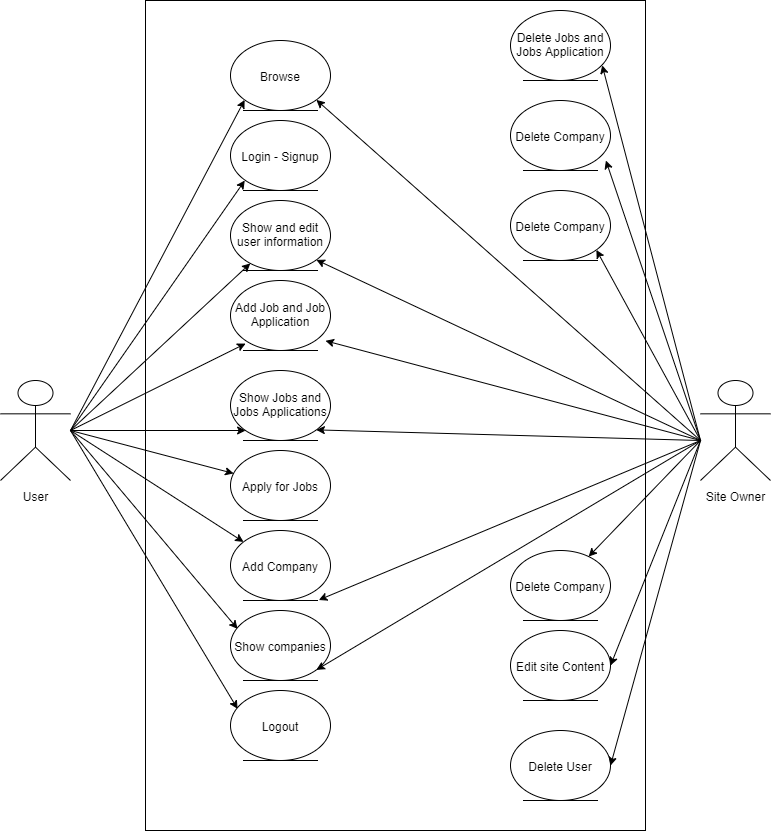 Browse
Login - Signup
Show and edit
user information
Add Job and Job
Application
Show Jobs and
Jobs Applications
Apply for Jobs
Add Company
Show companies
Logout
Delete Jobs and
Jobs Application
Delete Company
Delete Company
Delete Company
Edit site Content
Delete User
User
Site Owner